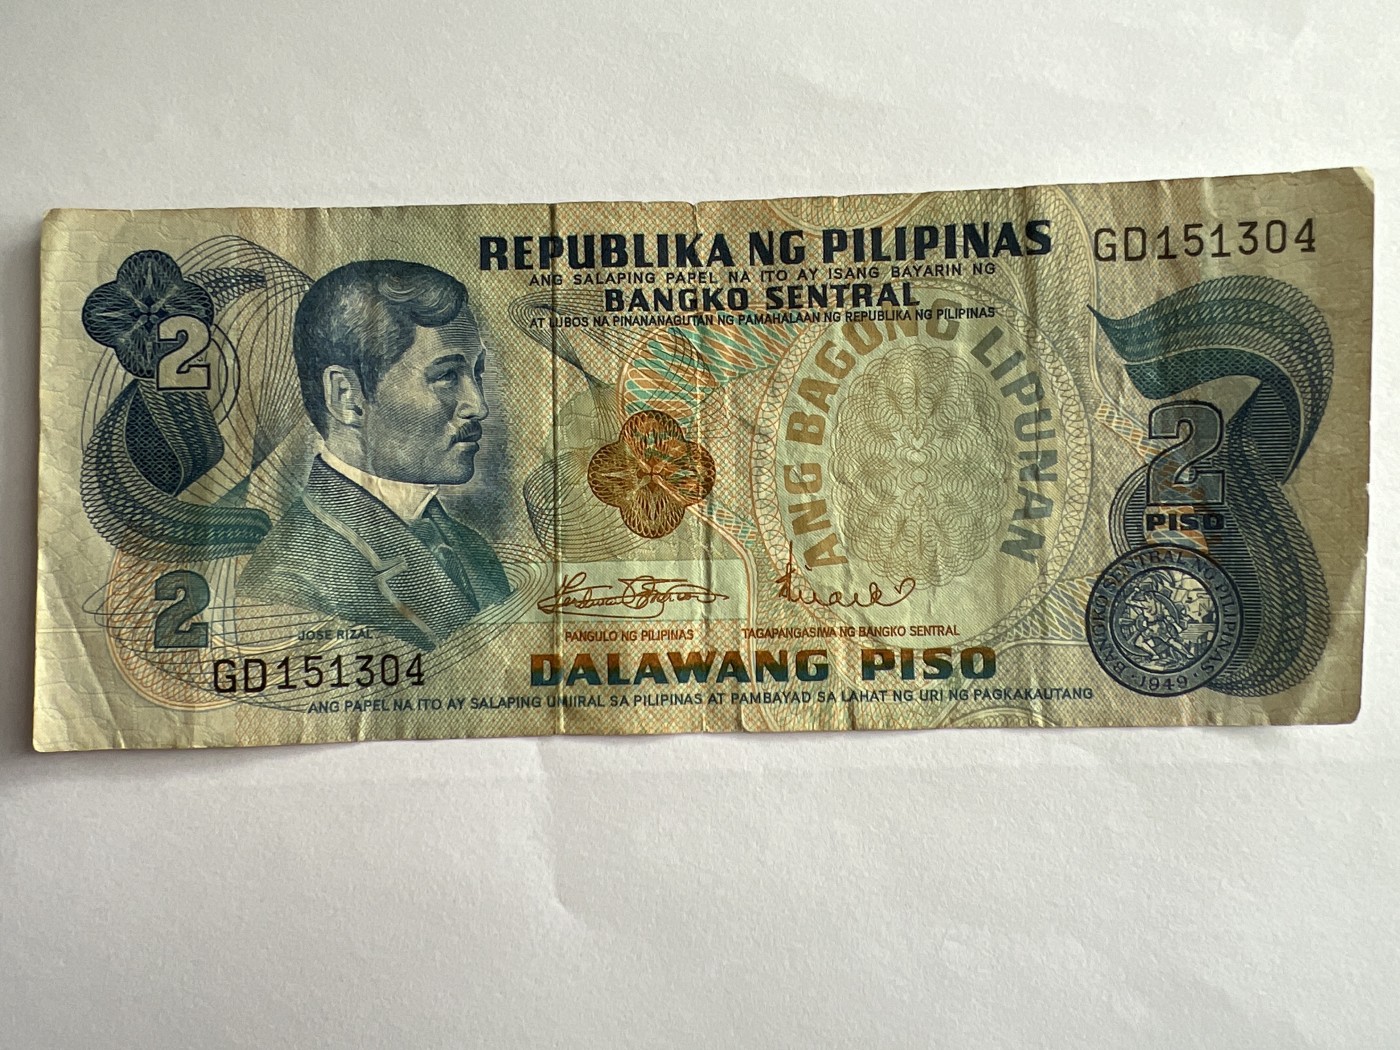 REPUBLIKA NG PILIPINAS
GD151304
ANG SALAPING PAPEL NA ITO AY ISANG BAYARIN NG
BANGKO SENTRAL
AT LUBOS NA PINANANAGUTAN NG PAMAHALAAN NG REPUBLIKA NG PILIPINAS
2
ANG BAGONG LIPUNAN
2
PISO
2
JOSE RIZAL
PANGULO NG PILIPINAS
TAGAPANGASIWA NG BANGKO SENTRAL
BANGKO SENTRAL NG PILIPINAS
1949
GD151304
DALAWANG PISO
ANG PAPEL NA ITO AY SALAPING UMIIRAL SA PILIPINAS AT PAMBAYAD SA LAHAT NG URI NG PAGKAKAUTANG